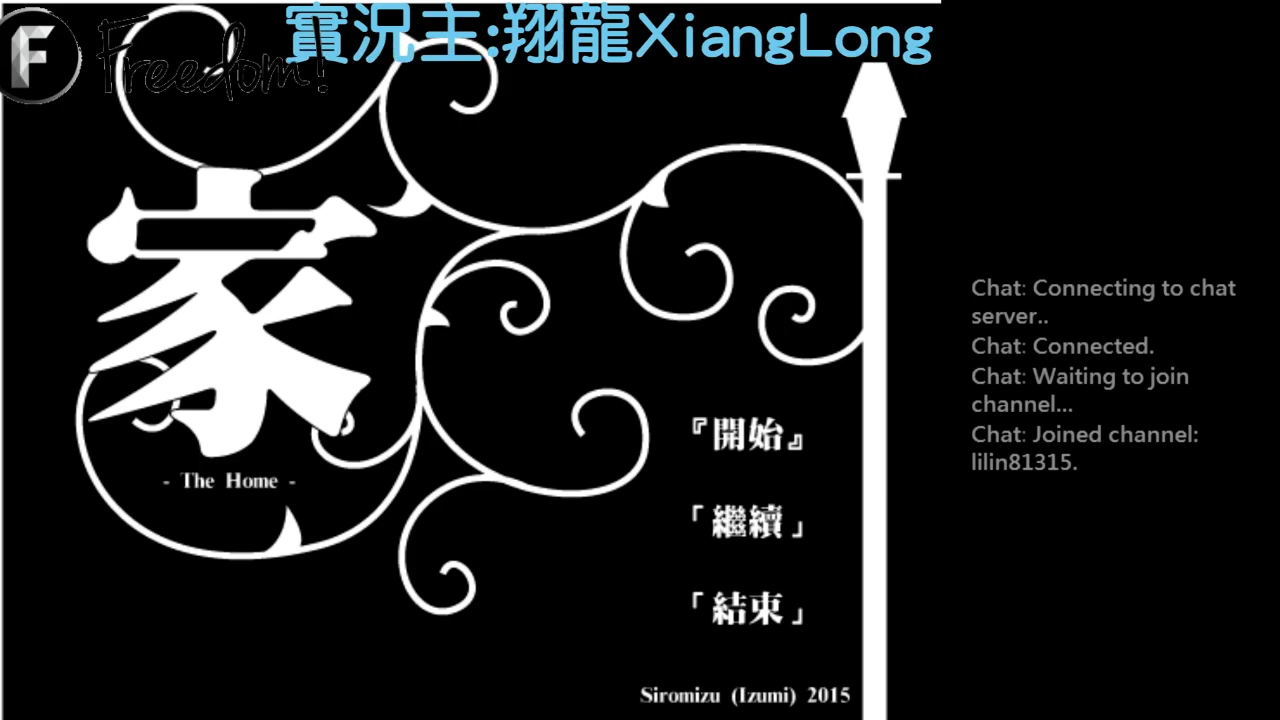 實況主:翔龍XiangLong
F Freedom!
家
- The Home -
『開始』
「繼續」
「結束」
Siromizu (Izumi) 2015
Chat: Connecting to chat
server..
Chat: Connected.
Chat: Waiting to join
channel...
Chat: Joined channel:
lilin81315.